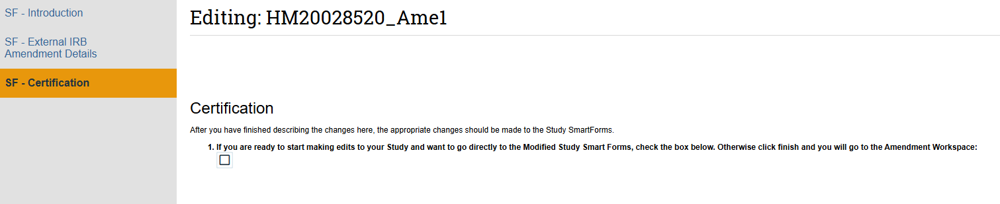 SF - Introduction
SF - External IRB
Amendment Details
SF - Certification
Editing: HM20028520_Ame1
Certification
After you have finished describing the changes here, the appropriate changes should be made to the Study SmartForms.
1. If you are ready to start making edits to your Study and want to go directly to the Modified Study Smart Forms, check the box below. Otherwise click finish and you will go to the Amendment Workspace: